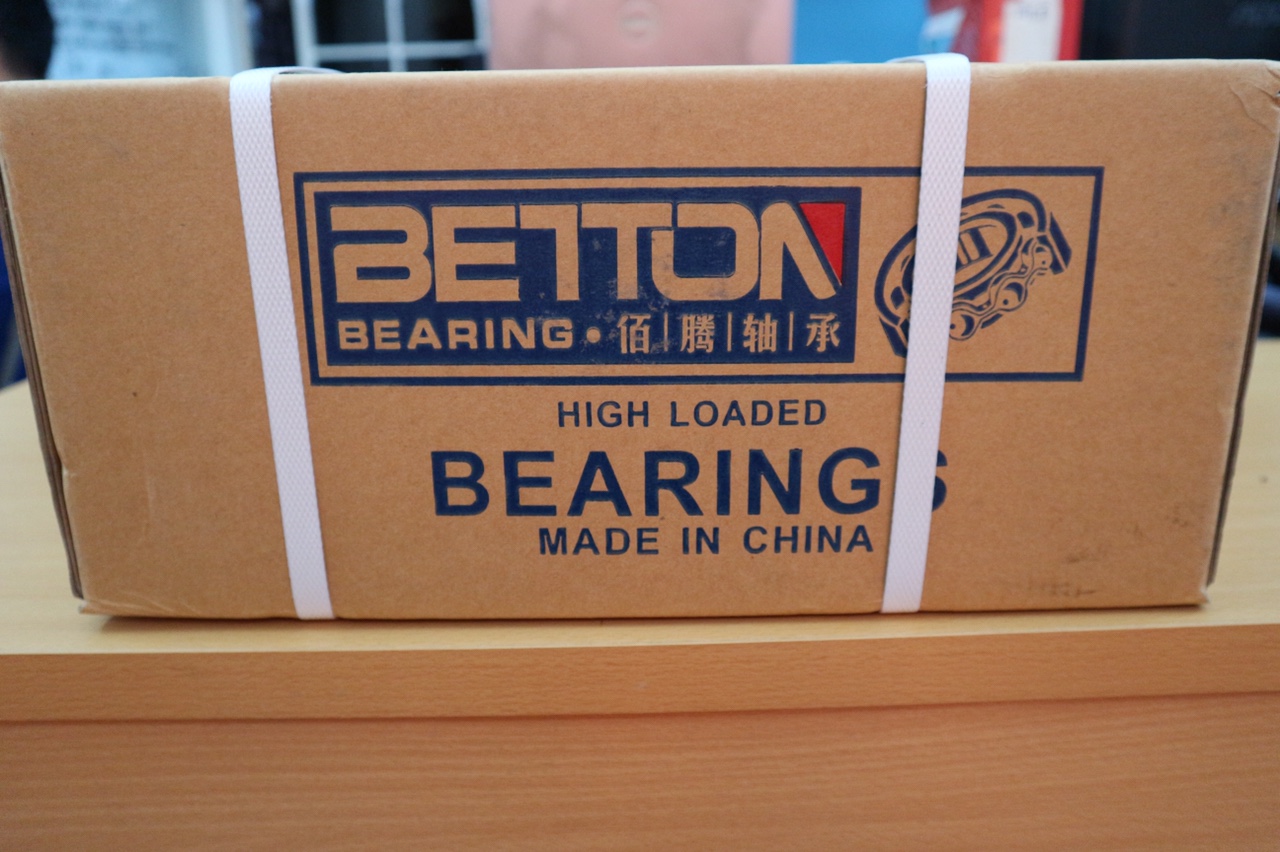 BETTON
BEARING • 佰|腾|轴|承
HIGH LOADED
BEARINGS
MADE IN CHINA